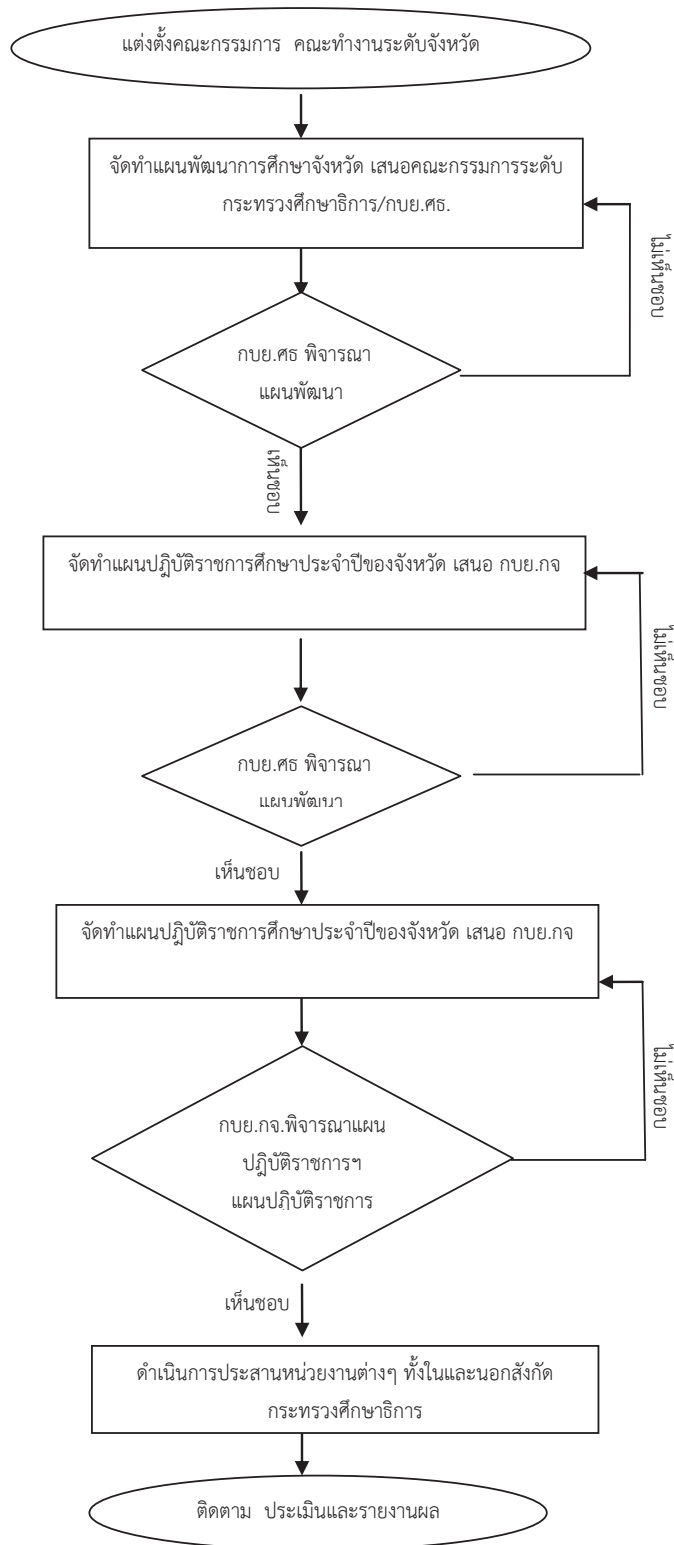 แต่งตั้งคณะกรรมการ คณะทำงานระดับจังหวัด
จัดทำแผนพัฒนาการศึกษาจังหวัด เสนอคณะกรรมการระดับ
กระทรวงศึกษาธิการ/กบย.ศธ.
ไม่เห็นชอบ
กบย.ศธ พิจารณา
แผนพัฒนา
เห็นชอบ
จัดทำแผนปฎิบัติราชการศึกษาประจำปีของจังหวัด เสนอ กบย.กจ
ไม่เห็นชอบ
กบย.ศธ พิจารณา
แผนพัฒนา
เห็นชอบ
จัดทำแผนปฎิบัติราชการศึกษาประจำปีของจังหวัด เสนอ กบย.กจ
ไม่เห็นชอบ
กบย.กจ.พิจารณาแผน
ปฎิบัติราชการฯ
แผนปฎิบัติราชการ
เห็นชอบ
ดำเนินการประสานหน่วยงานต่างๆ ทั้งในและนอกสังกัด
กระทรวงศึกษาธิการ
ติดตาม ประเมินและรายงานผล